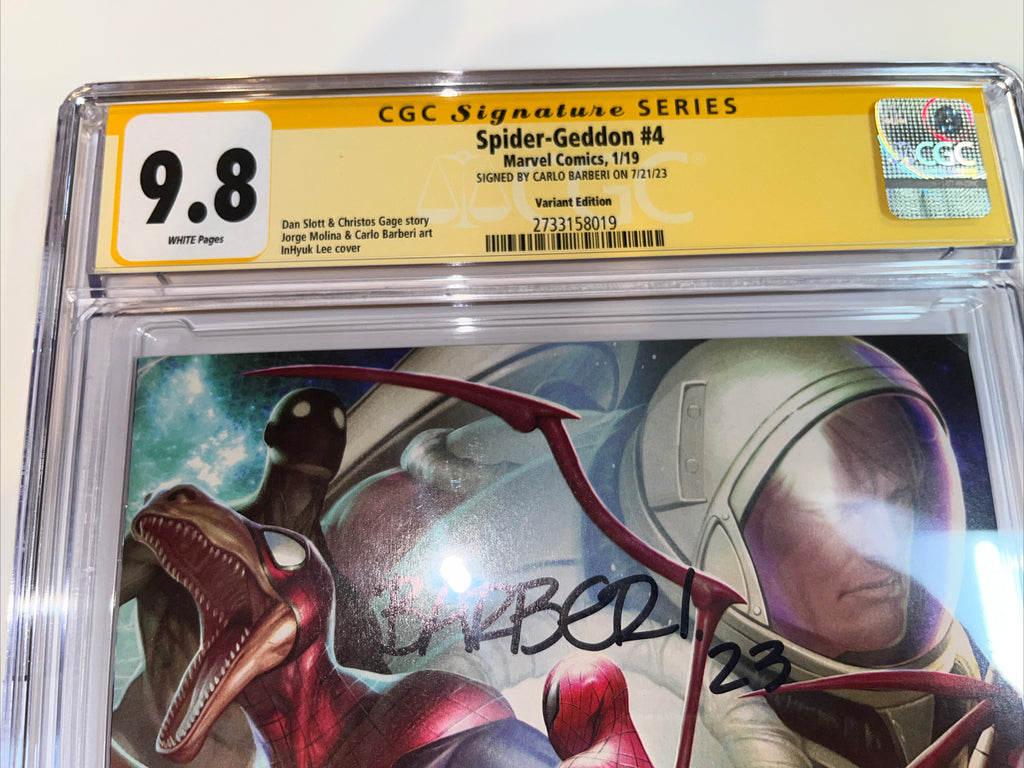 CGC Signature SERIES
Spider-Geddon #4
Marvel Comics, 1/19
SIGNED BY CARLO BARBERI ON 7/21/23
9.8
WHITE Pages
Variant Edition
2733158019
Dan Slott & Christos Gage story
Jorge Molina & Carlo Barberi art
InHyuk Lee cover
CGC
CGC
BARBERI.
23